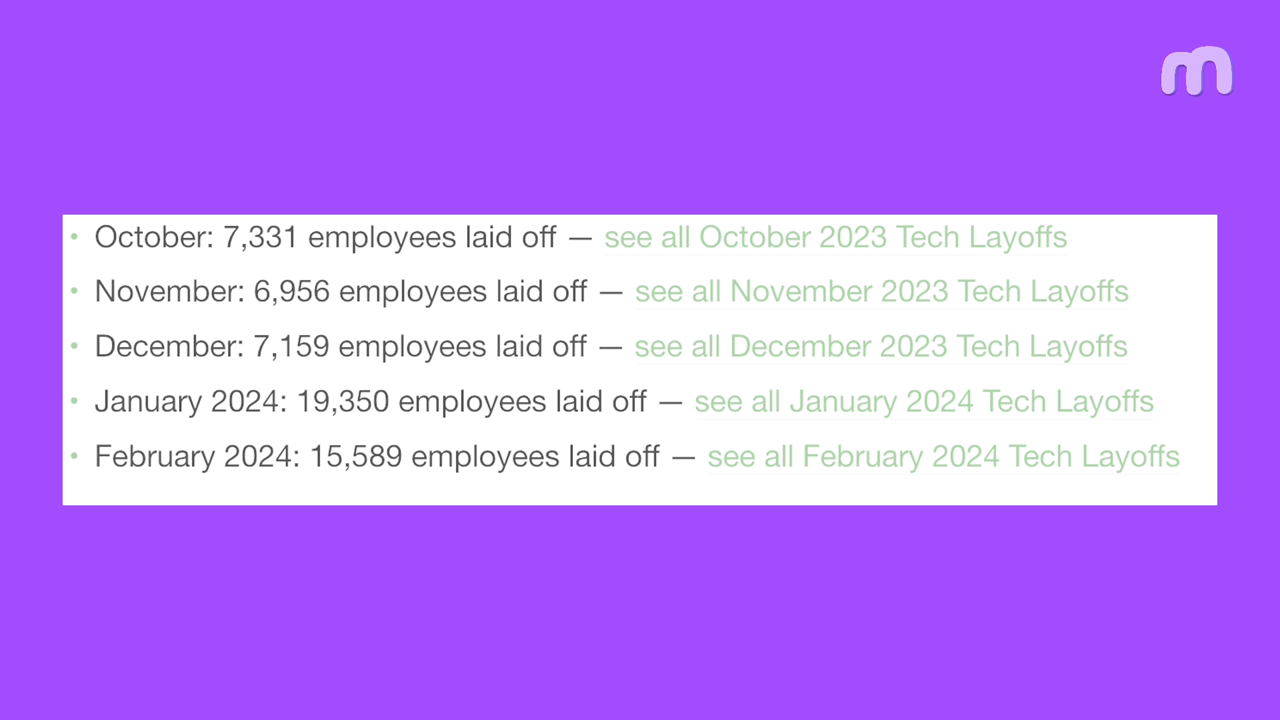 m
• October: 7,331 employees laid off — see all October 2023 Tech Layoffs
• November: 6,956 employees laid off — see all November 2023 Tech Layoffs
• December: 7,159 employees laid off — see all December 2023 Tech Layoffs
• January 2024: 19,350 employees laid off — see all January 2024 Tech Layoffs
• February 2024: 15,589 employees laid off — see all February 2024 Tech Layoffs